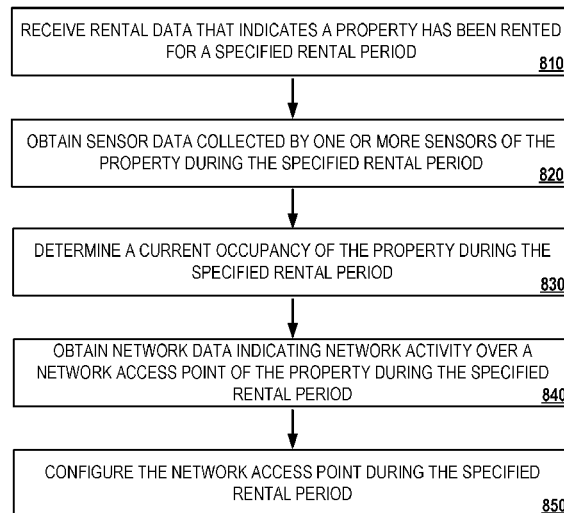 RECEIVE RENTAL DATA THAT INDICATES A PROPERTY HAS BEEN RENTED
FOR A SPECIFIED RENTAL PERIOD
810
OBTAIN SENSOR DATA COLLECTED BY ONE OR MORE SENSORS OF THE
PROPERTY DURING THE SPECIFIED RENTAL PERIOD
820
DETERMINE A CURRENT OCCUPANCY OF THE PROPERTY DURING THE
SPECIFIED RENTAL PERIOD
830
OBTAIN NETWORK DATA INDICATING NETWORK ACTIVITY OVER A
NETWORK ACCESS POINT OF THE PROPERTY DURING THE SPECIFIED
RENTAL PERIOD
840
CONFIGURE THE NETWORK ACCESS POINT DURING THE SPECIFIED
RENTAL PERIOD
850